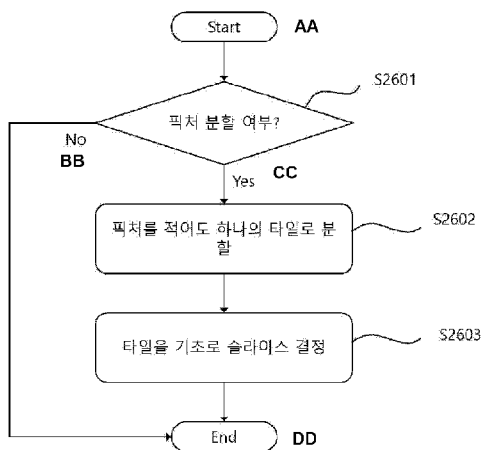 Start AA
S2601
픽처 분할 여부?
No
BB
CC
Yes
S2602
픽처를 적어도 하나의 타일로 분
할
S2603
타일을 기초로 슬라이스 결정
End DD